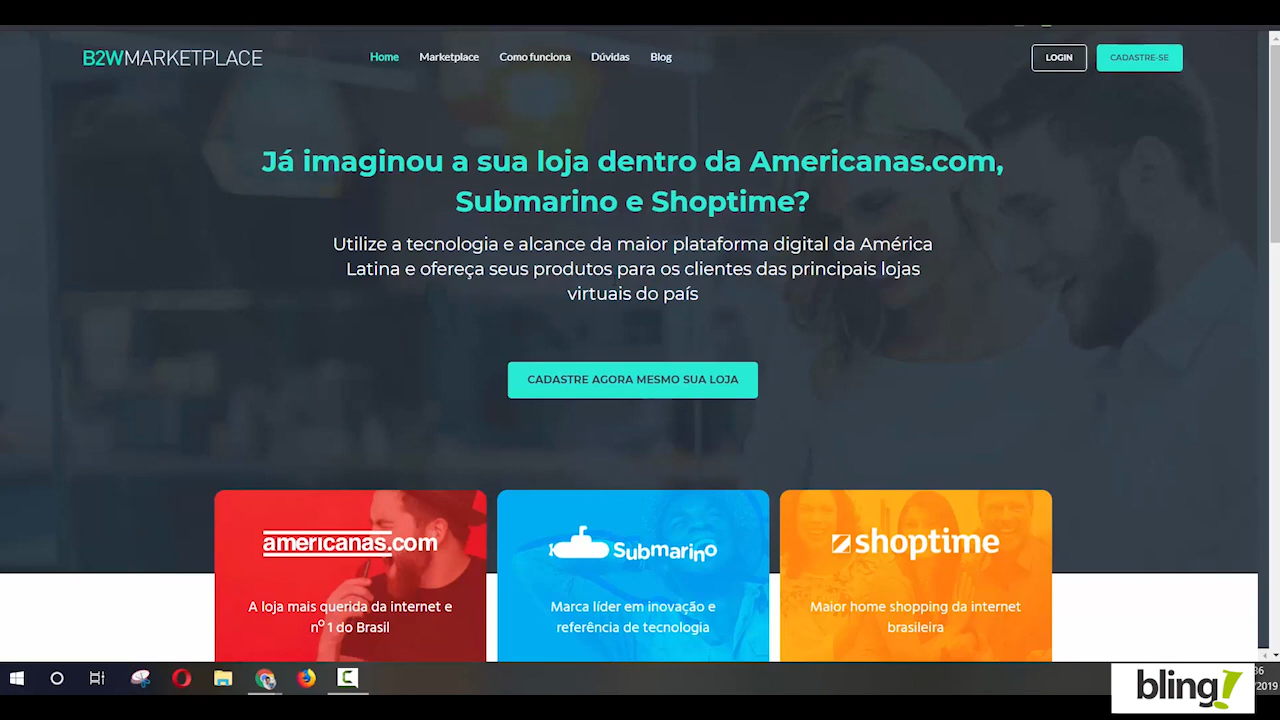 B2WMARKETPLACE
Home Marketplace Como funciona Dúvidas Blog
LOGIN CADASTRE-SE
Já imaginou a sua loja dentro da Americanas.com,
Submarino e Shoptime?
Utilize a tecnologia e alcance da maior plataforma digital da América
Latina e ofereça seus produtos para os clientes das principais lojas
virtuais do país
CADASTRE AGORA MESMO SUA LOJA
americanas.com
A loja mais querida da internet e
nº 1 do Brasil
Submarino
Marca líder em inovação e
referência de tecnologia
shoptime
Maior home shopping da internet
brasileira
bling!
36
/2019